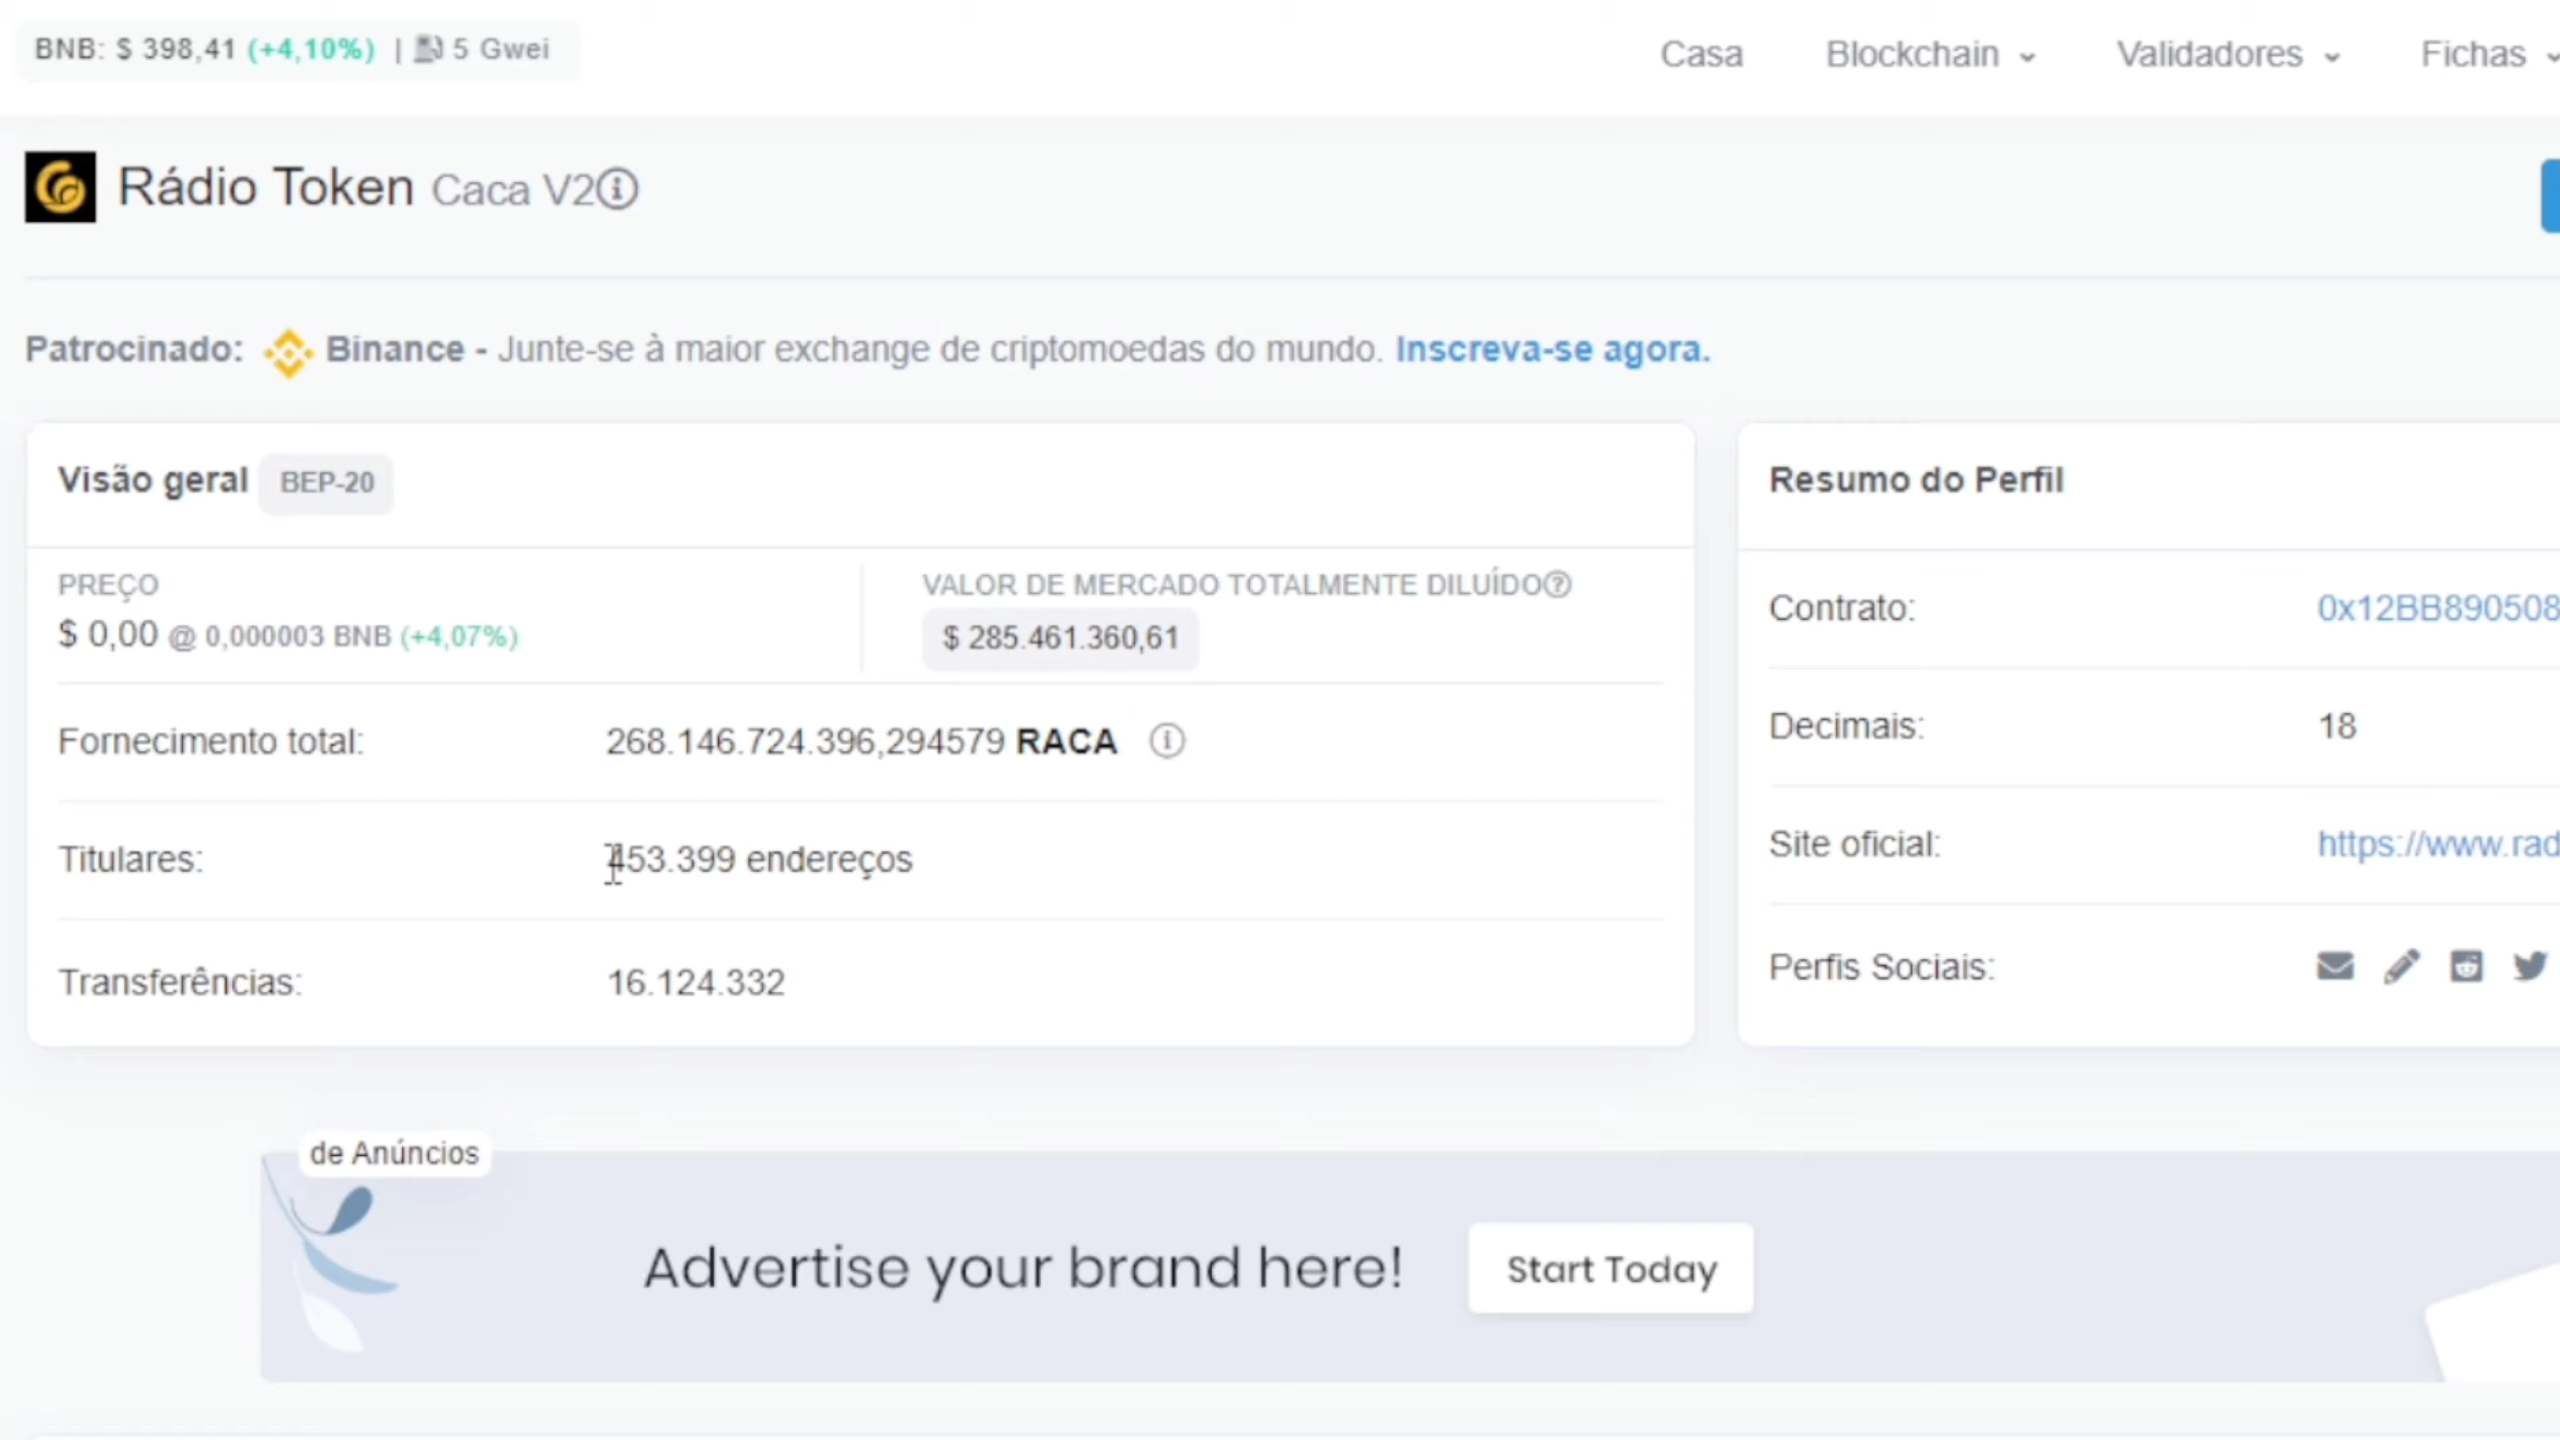 BNB: $ 398,41 (+4,10%) | 5 Gwei
Casa Blockchain Validadores Fichas
Rádio Token Caca V2
Patrocinado: Binance - Junte-se à maior exchange de criptomoedas do mundo. Inscreva-se agora.
Visão geral BEP-20
PREÇO
$ 0,00 @ 0,000003 BNB (+4,07%)
VALOR DE MERCADO TOTALMENTE DILUÍDO
$ 285.461.360,61
Fornecimento total: 268.146.724.396,294579 RACA
Titulares: 453.399 endereços
Transferências: 16.124.332
Resumo do Perfil
Contrato: 0x12BB890508
Decimais: 18
Site oficial: https://www.rad
Perfis Sociais:
de Anúncios
Advertise your brand here! Start Today